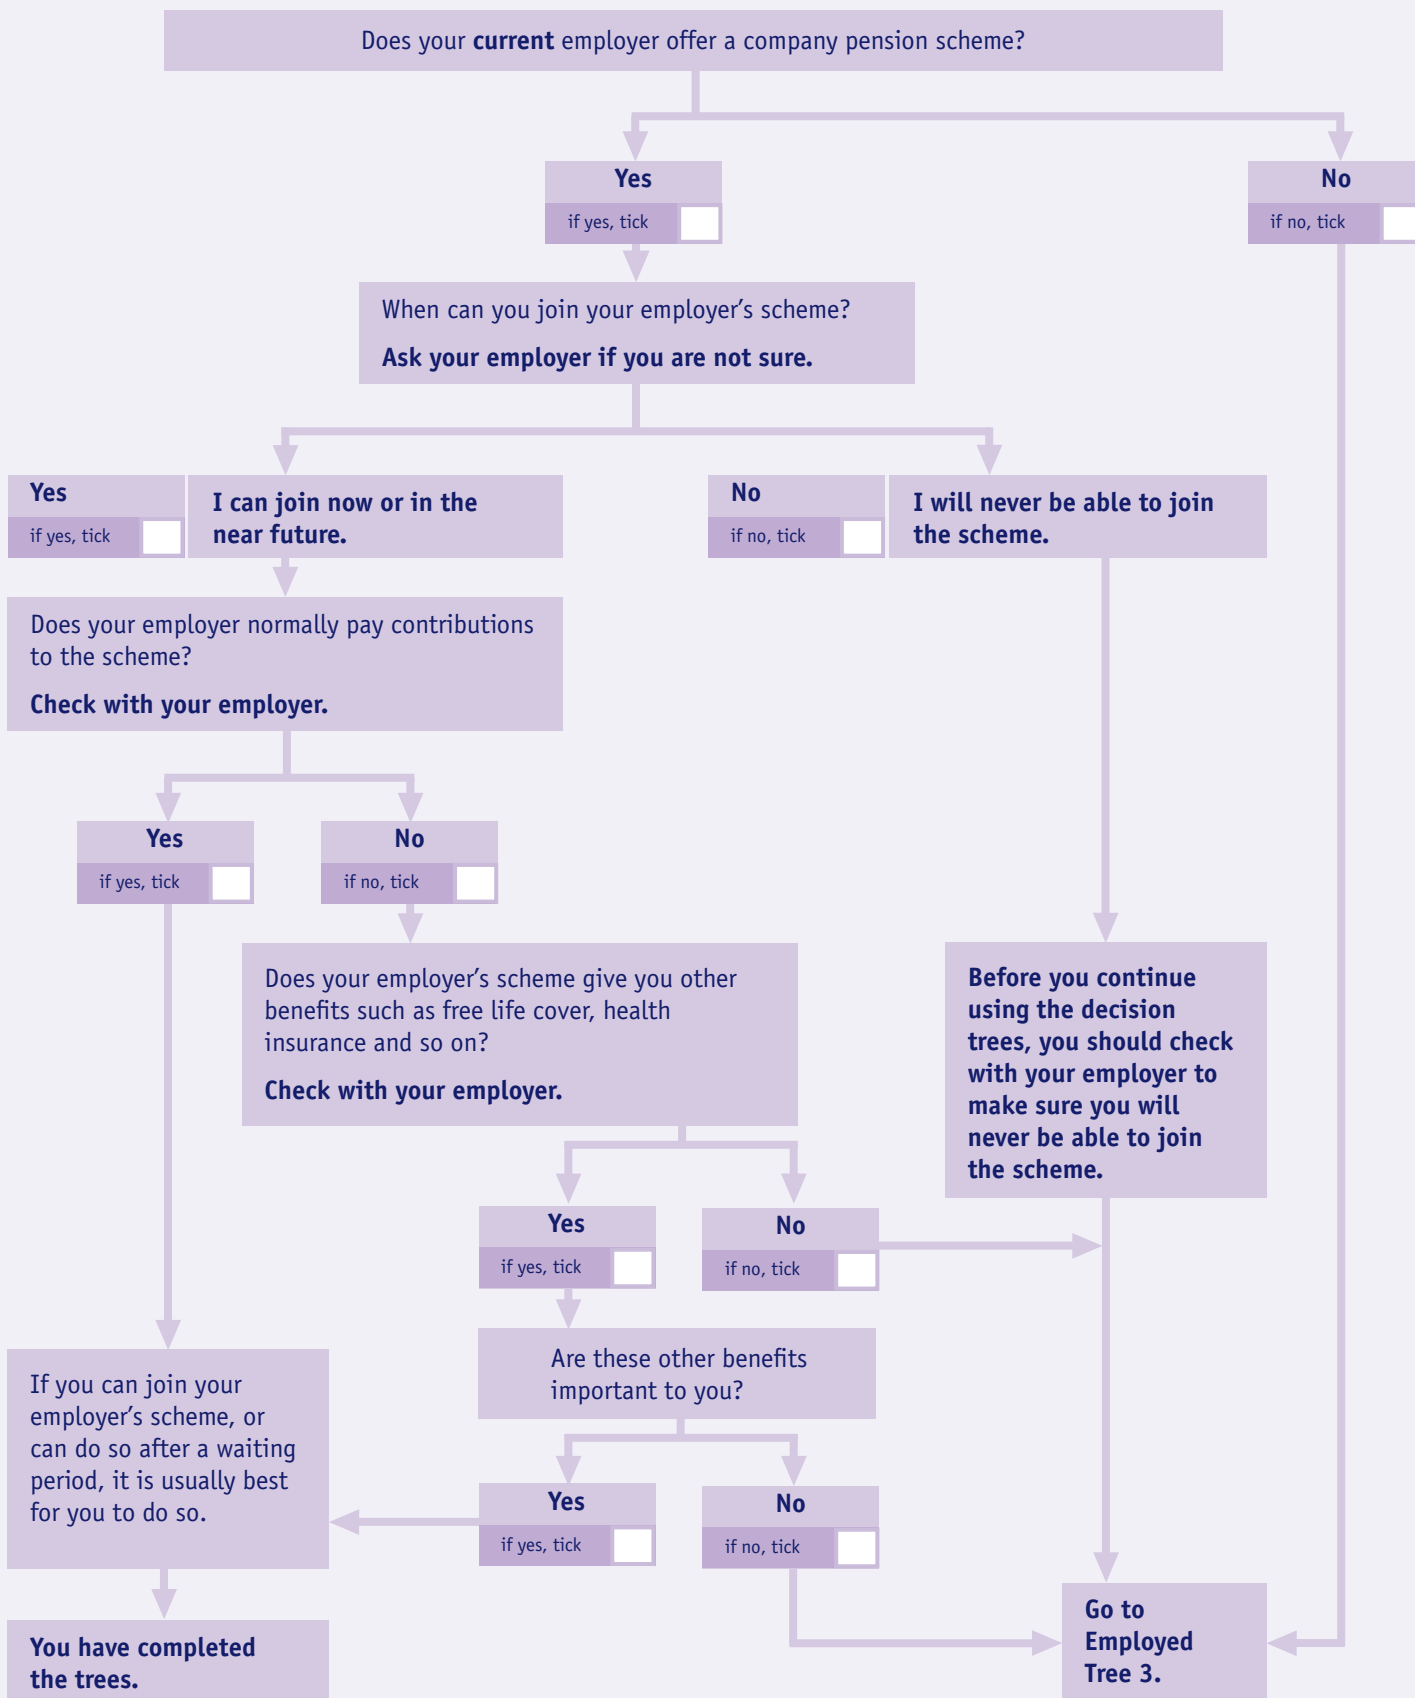 Does your current employer offer a company pension scheme?
Yes
if yes, tick
No
if no, tick
When can you join your employer’s scheme?
Ask your employer if you are not sure.
Yes
if yes, tick
I can join now or in the
near future.
No
if no, tick
I will never be able to join
the scheme.
Does your employer normally pay contributions
to the scheme?
Check with your employer.
Yes
if yes, tick
No
if no, tick
Does your employer’s scheme give you other
benefits such as free life cover, health
insurance and so on?
Check with your employer.
Before you continue
using the decision
trees, you should check
with your employer to
make sure you will
never be able to join
the scheme.
Yes
if yes, tick
No
if no, tick
Are these other benefits
important to you?
If you can join your
employer’s scheme, or
can do so after a waiting
period, it is usually best
for you to do so.
Yes
if yes, tick
No
if no, tick
You have completed
the trees.
Go to
Employed
Tree 3.